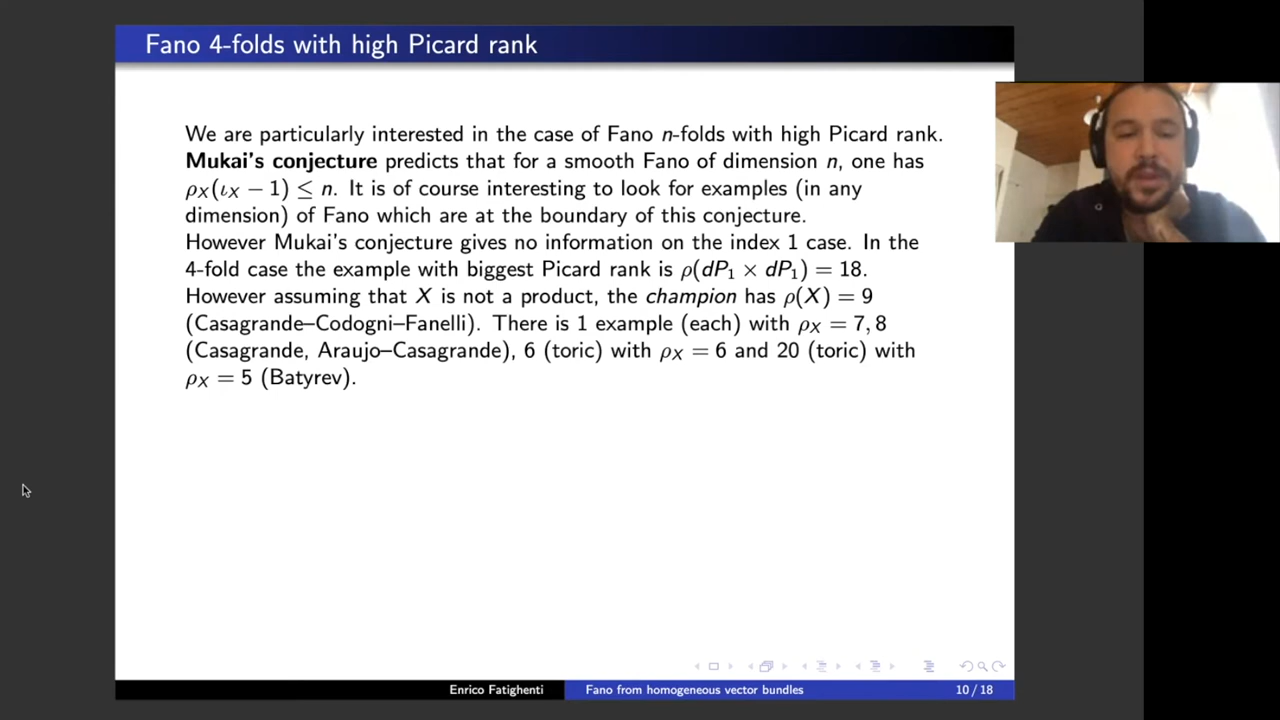 Fano 4-folds with high Picard rank
We are particularly interested in the case of Fano n-folds with high Picard rank.
Mukai's conjecture predicts that for a smooth Fano of dimension n, one has
ρ_X(ι_X − 1) ≤ n. It is of course interesting to look for examples (in any
dimension) of Fano which are at the boundary of this conjecture.
However Mukai's conjecture gives no information on the index 1 case. In the
4-fold case the example with biggest Picard rank is ρ(dP₁ × dP₁) = 18.
However assuming that X is not a product, the champion has ρ(X) = 9
(Casagrande–Codogni–Fanelli). There is 1 example (each) with ρ_X = 7, 8
(Casagrande, Araujo–Casagrande), 6 (toric) with ρ_X = 6 and 20 (toric) with
ρ_X = 5 (Batyrev).
Enrico Fatighenti
Fano from homogeneous vector bundles
10 / 18